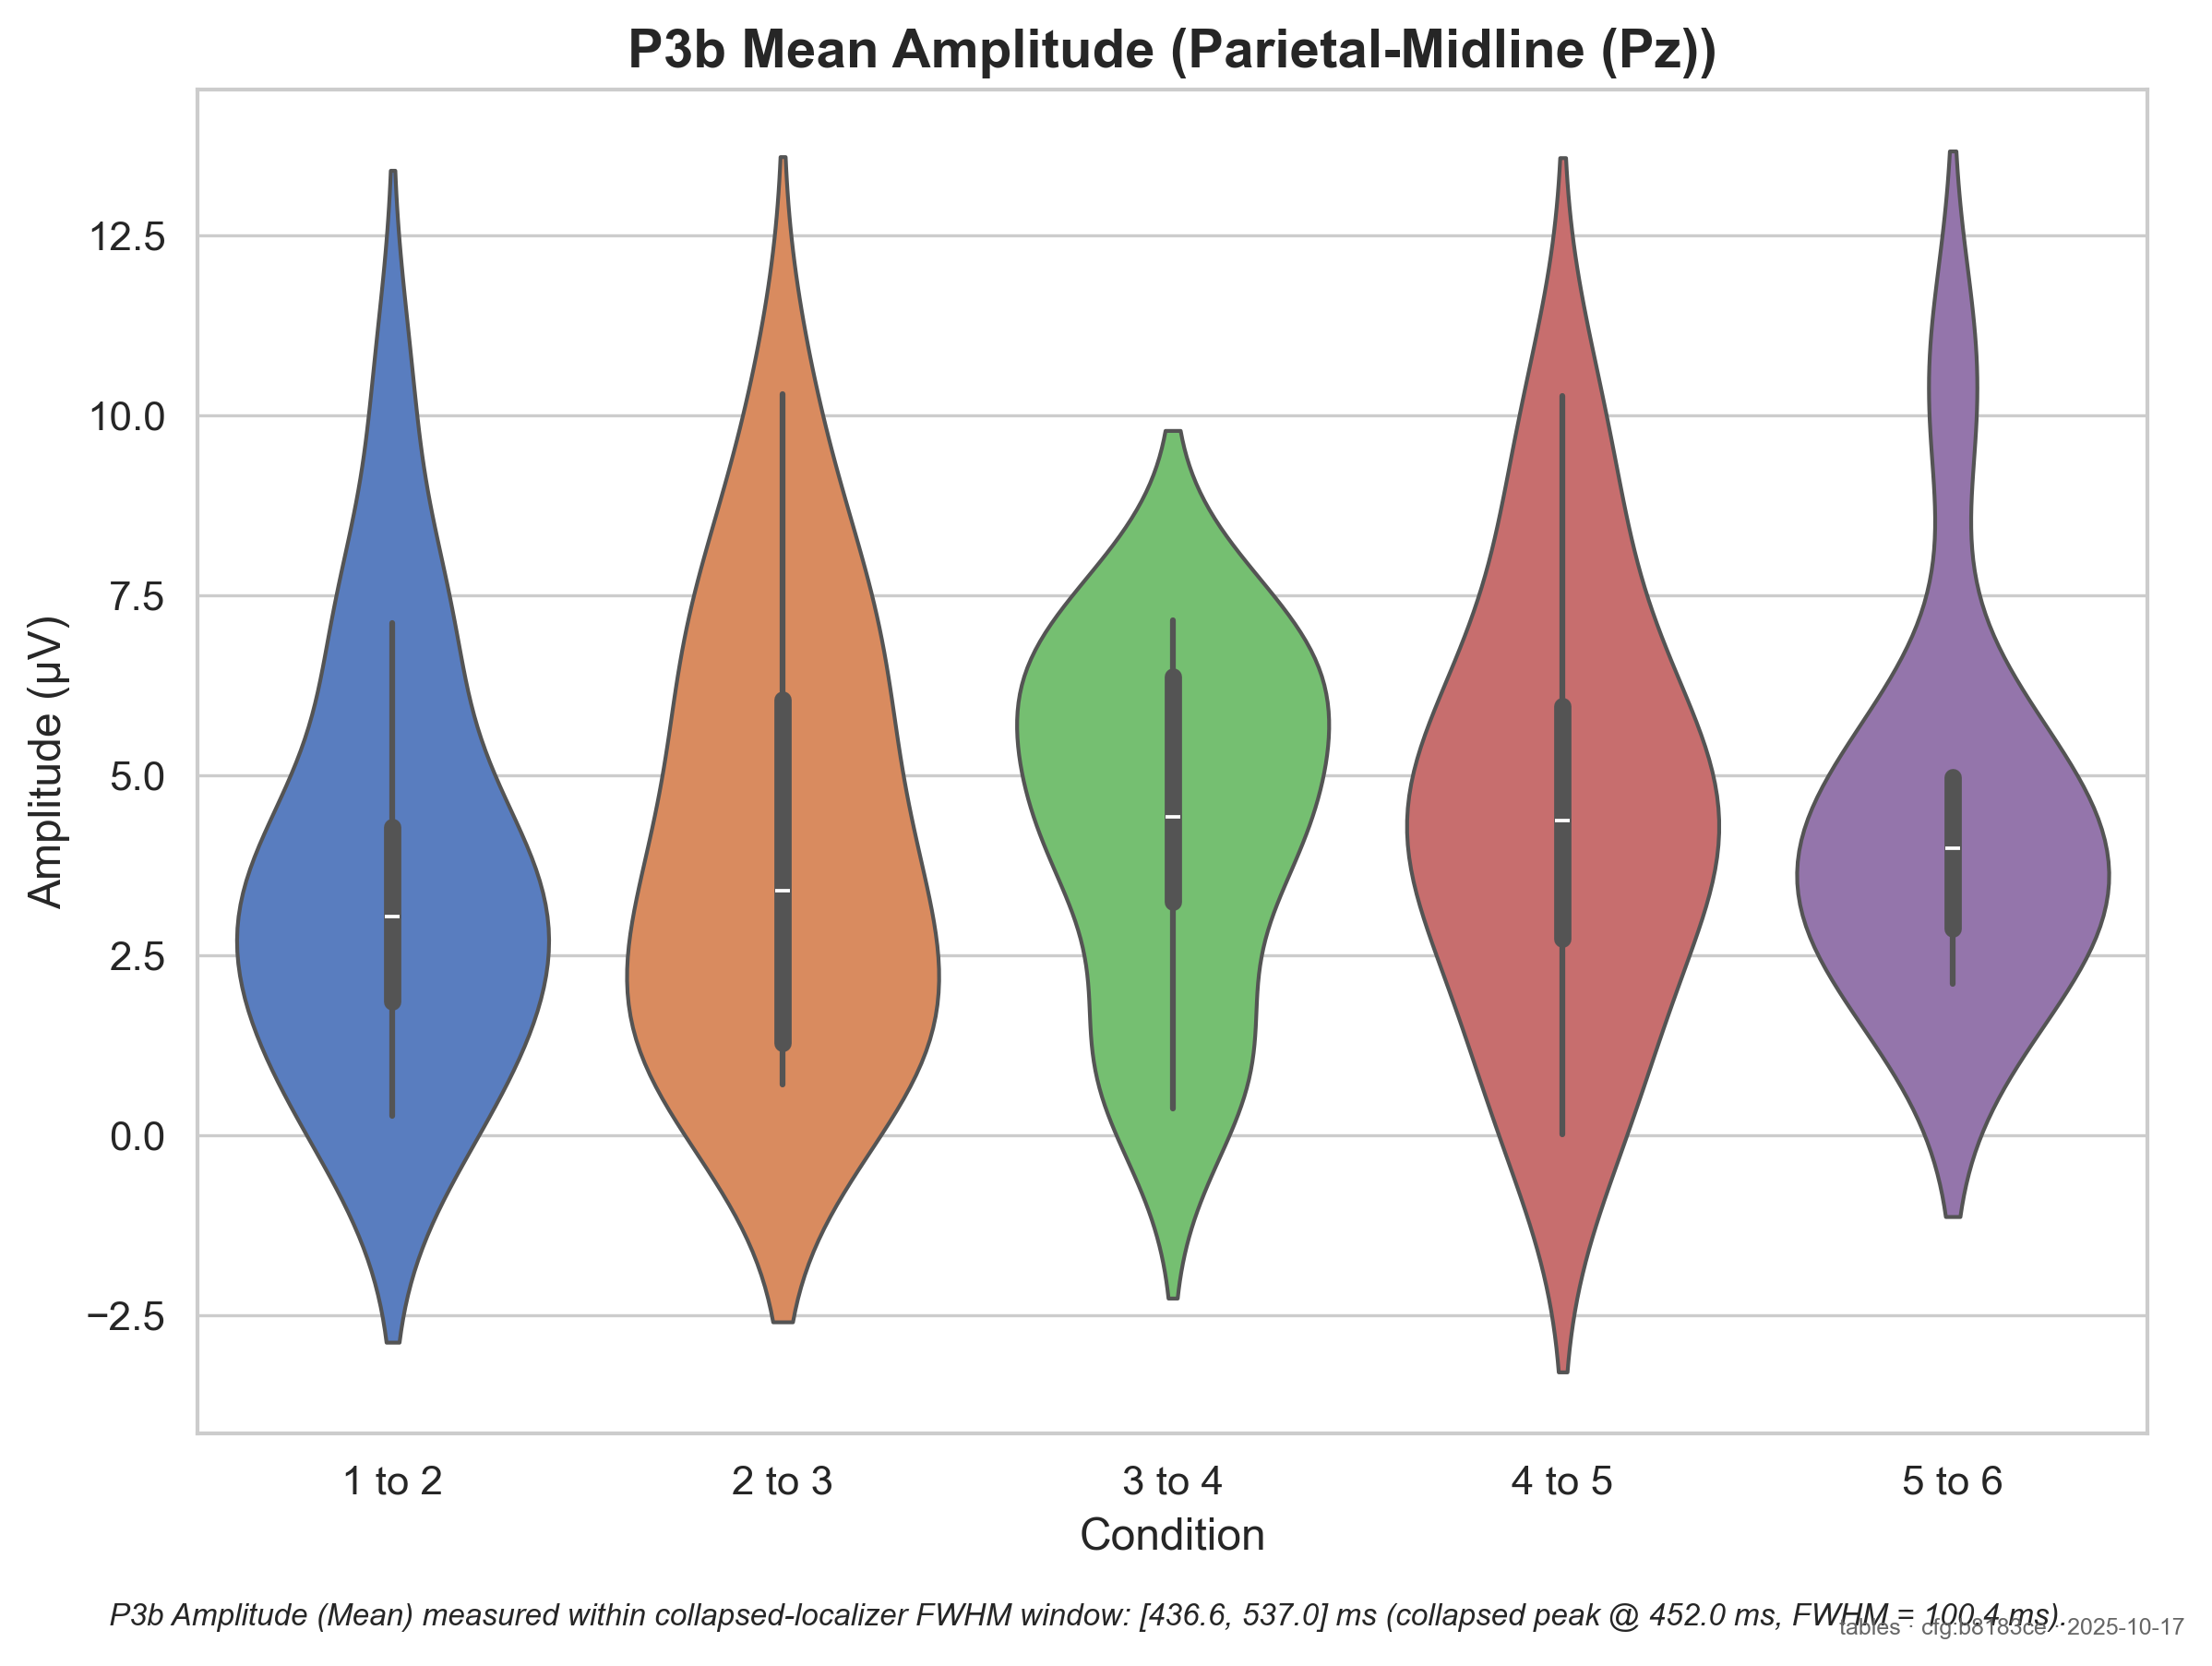 P3b Mean Amplitude (Parietal-Midline (Pz))
Amplitude (μV)
12.5
10.0
7.5
5.0
2.5
0.0
−2.5
1 to 2 2 to 3 3 to 4 4 to 5 5 to 6
Condition
P3b Amplitude (Mean) measured within collapsed-localizer FWHM window: [436.6, 537.0] ms (collapsed peak @ 452.0 ms, FWHM = 100.4 ms).
tables · cfg:b8183ce · 2025-10-17